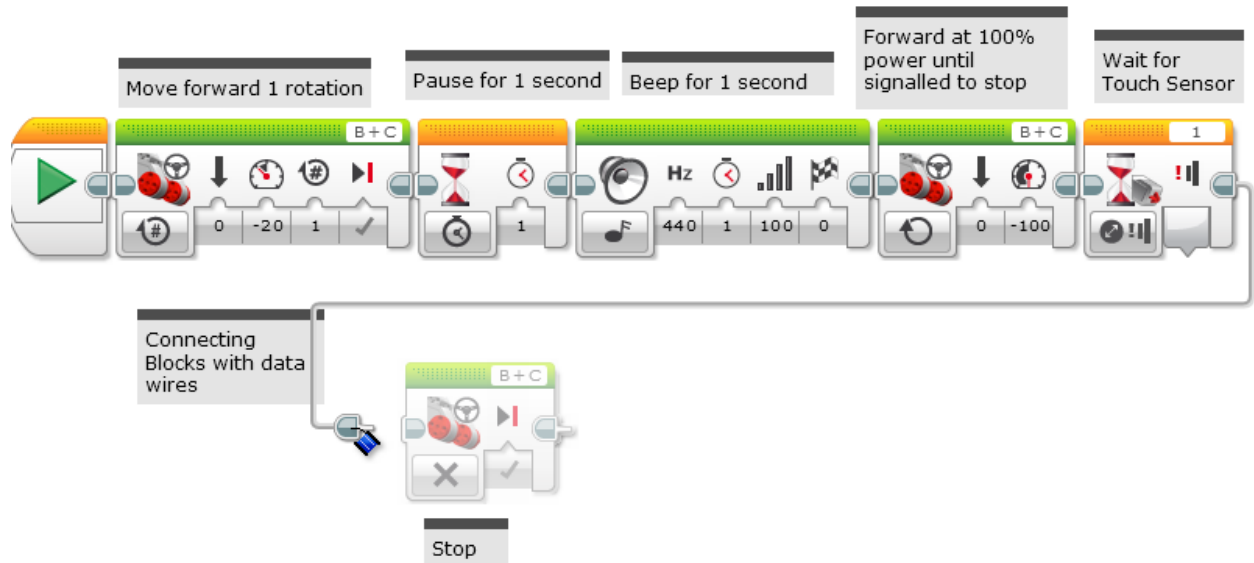 Move forward 1 rotation
Pause for 1 second
Beep for 1 second
Forward at 100%
power until
signalled to stop
Wait for
Touch Sensor
B+C
B+C
1
Hz
#
#
0 -20 1
1
440 1 100 0
0 -100
Connecting
Blocks with data
wires
B+C
Stop